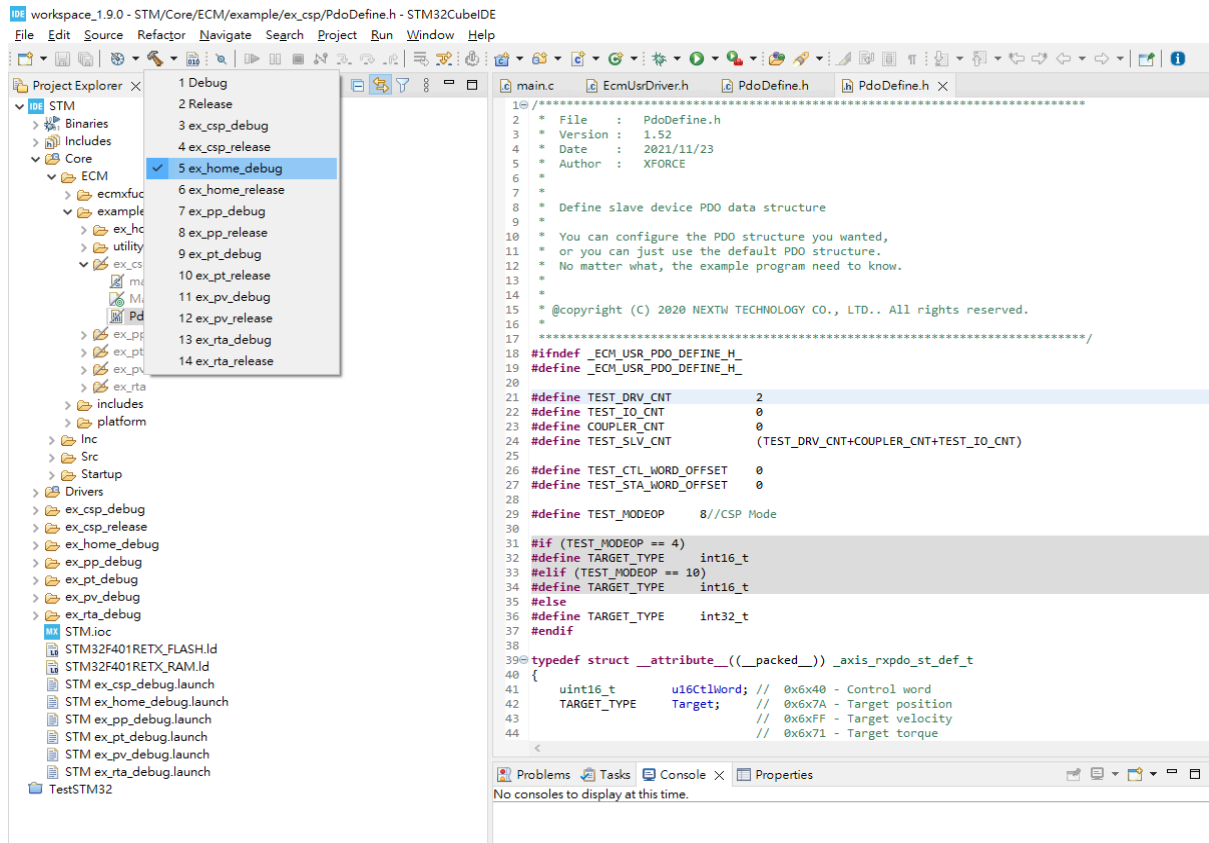 workspace_1.9.0 - STM/Core/ECM/example/ex_csp/PdoDefine.h - STM32CubeIDE
File Edit Source Refactor Navigate Search Project Run Window Help
Project Explorer
STM
Binaries
Includes
Core
ECM
ecmxfuc
example
ex_ho
utility
ex_cs
ma
Ma
Pd
ex_pp
ex_pt
ex_pv
ex_rta
includes
platform
Inc
Src
Startup
Drivers
ex_csp_debug
ex_csp_release
ex_home_debug
ex_pp_debug
ex_pt_debug
ex_pv_debug
ex_rta_debug
STM.ioc
STM32F401RETX_FLASH.ld
STM32F401RETX_RAM.ld
STM ex_csp_debug.launch
STM ex_home_debug.launch
STM ex_pp_debug.launch
STM ex_pt_debug.launch
STM ex_pv_debug.launch
STM ex_rta_debug.launch
TestSTM32
1 Debug
2 Release
3 ex_csp_debug
4 ex_csp_release
5 ex_home_debug
6 ex_home_release
7 ex_pp_debug
8 ex_pp_release
9 ex_pt_debug
10 ex_pt_release
11 ex_pv_debug
12 ex_pv_release
13 ex_rta_debug
14 ex_rta_release
main.c EcmUsrDriver.h PdoDefine.h PdoDefine.h
1 /******************************************************************************
2 * File : PdoDefine.h
3 * Version : 1.52
4 * Date : 2021/11/23
5 * Author : XFORCE
6 *
7 *
8 * Define slave device PDO data structure
9 *
10 * You can configure the PDO structure you wanted,
11 * or you can just use the default PDO structure.
12 * No matter what, the example program need to know.
13 *
14 *
15 * @copyright (C) 2020 NEXTW TECHNOLOGY CO., LTD.. All rights reserved.
16 *
17 ******************************************************************************/
18 #ifndef _ECM_USR_PDO_DEFINE_H_
19 #define _ECM_USR_PDO_DEFINE_H_
20
21 #define TEST_DRV_CNT 2
22 #define TEST_IO_CNT 0
23 #define COUPLER_CNT 0
24 #define TEST_SLV_CNT (TEST_DRV_CNT+COUPLER_CNT+TEST_IO_CNT)
25
26 #define TEST_CTL_WORD_OFFSET 0
27 #define TEST_STA_WORD_OFFSET 0
28
29 #define TEST_MODEOP 8//CSP Mode
30
31 #if (TEST_MODEOP == 4)
32 #define TARGET_TYPE int16_t
33 #elif (TEST_MODEOP == 10)
34 #define TARGET_TYPE int16_t
35 #else
36 #define TARGET_TYPE int32_t
37 #endif
38
39 typedef struct __attribute__((__packed__)) _axis_rxpdo_st_def_t
40 {
41 uint16_t u16CtlWord; // 0x6x40 - Control word
42 TARGET_TYPE Target; // 0x6x7A - Target position
43 // 0x6xFF - Target velocity
44 // 0x6x71 - Target torque
Problems Tasks Console Properties
No consoles to display at this time.